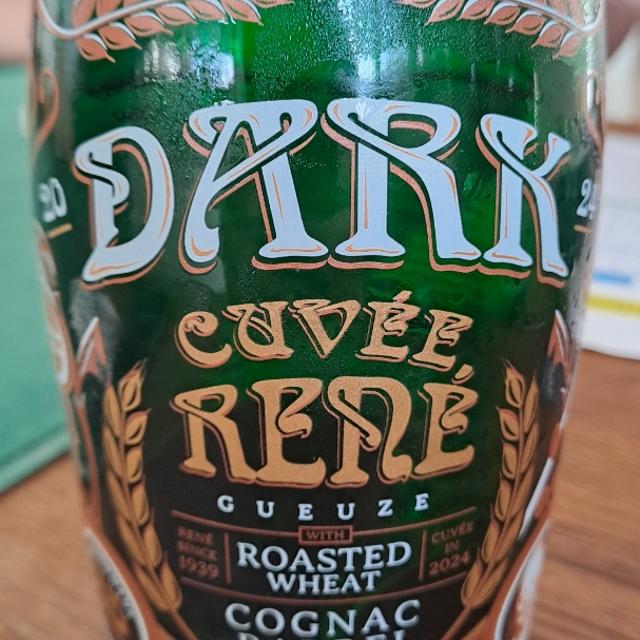 DARK
20
CUVÉE
RENÉ
GUEUZE
WITH
RENÉ
SINCE
1939
ROASTED
WHEAT
CUVÉE
IN
2024
COGNAC